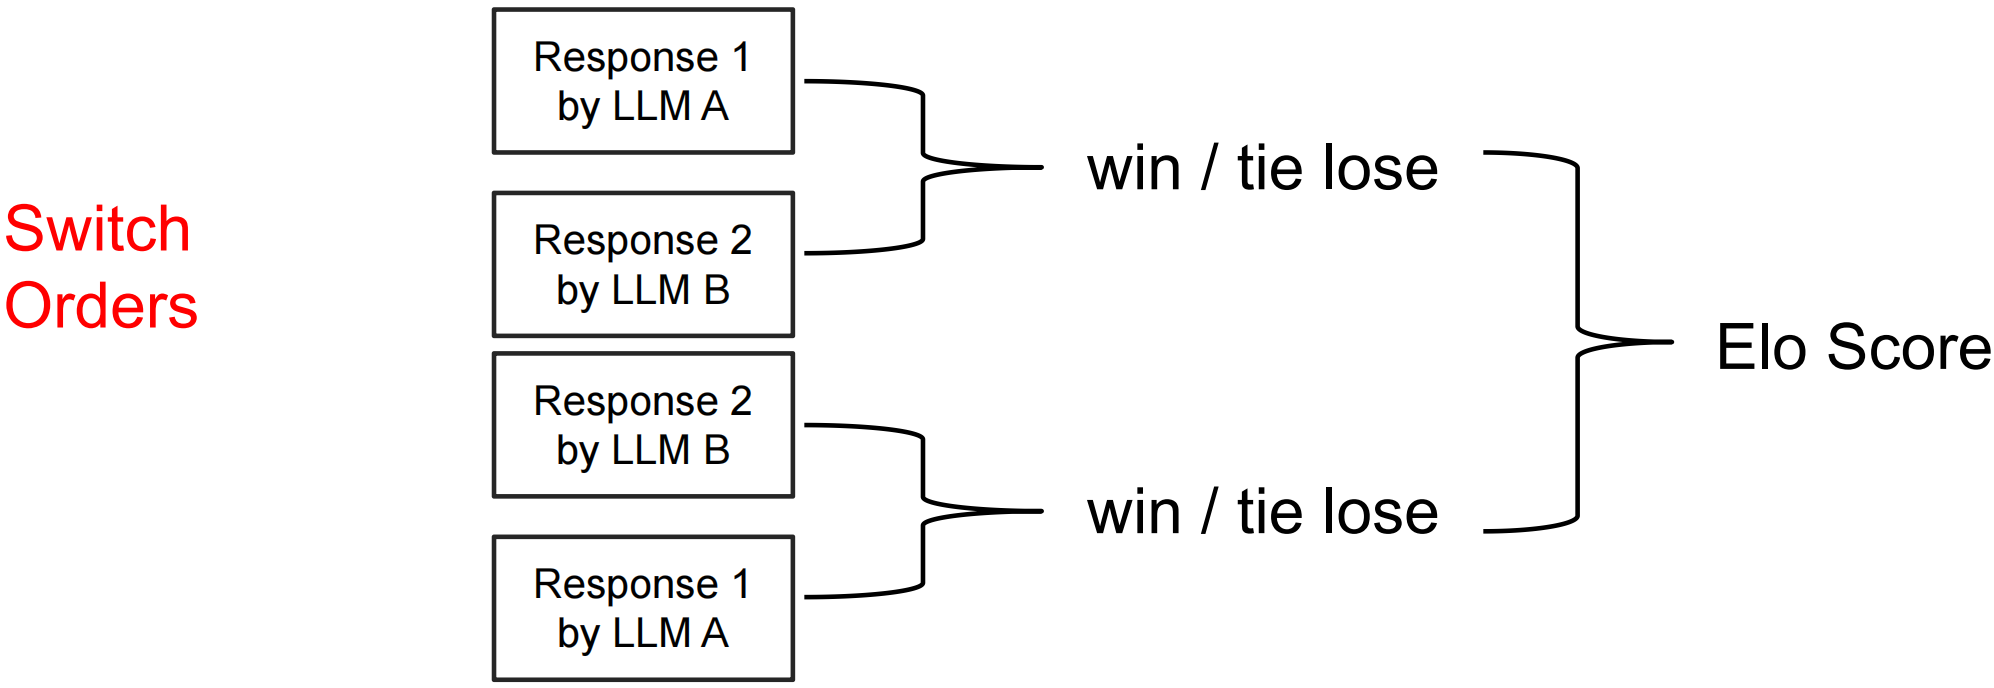 Switch
Orders
Response 1
by LLM A
Response 2
by LLM B
Response 2
by LLM B
Response 1
by LLM A
win / tie lose
win / tie lose
Elo Score